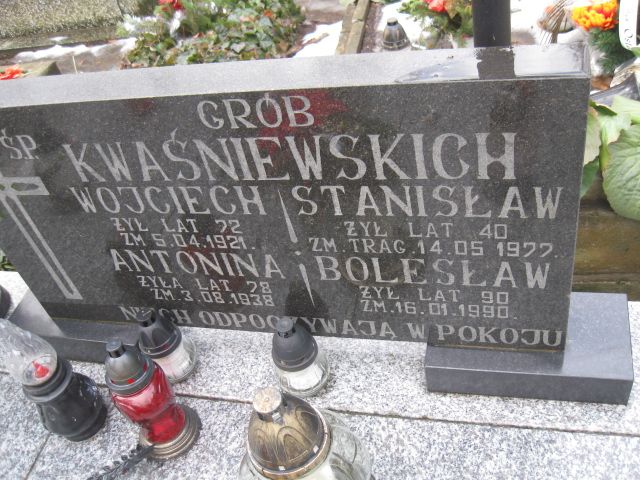 GRÓB
Ś.P. KWAŚNIEWSKICH
WOJCIECH
ŻYŁ LAT 72
ZM 5.04.1921.
STANISŁAW
ŻYŁ LAT 40
ZM. TRAG. 14.05 1977.
ANTONINA
ŻYŁA LAT 78
ZM.3.08.1938
BOLESŁAW
ŻYŁ LAT 90
ZM.16.01.1990.
NIECH ODPOCZYWAJĄ W POKOJU